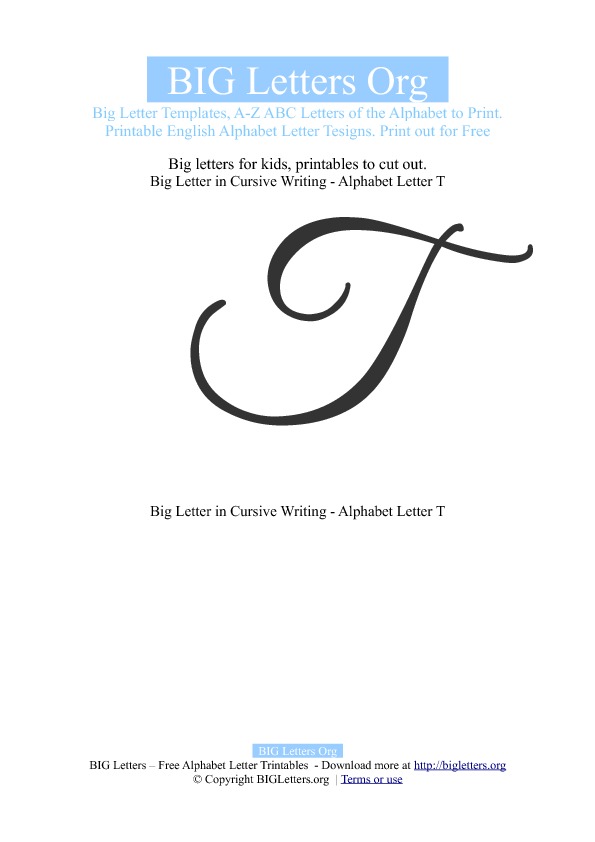 BIG Letters Org
Big Letter Templates, A-Z ABC Letters of the Alphabet to Print.
Printable English Alphabet Letter Tesigns. Print out for Free
Big letters for kids, printables to cut out.
Big Letter in Cursive Writing - Alphabet Letter T
T
Big Letter in Cursive Writing - Alphabet Letter T
BIG Letters Org
BIG Letters – Free Alphabet Letter Trintables - Download more at http://bigletters.org
© Copyright BIGLetters.org | Terms or use